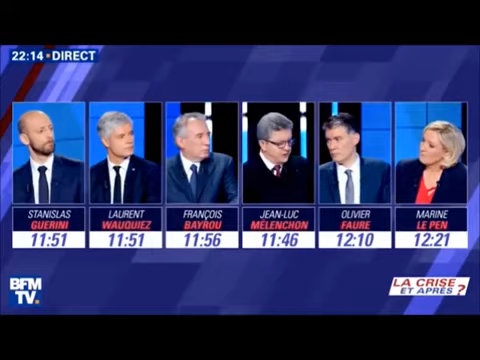 22:14 DIRECT
STANISLAS
GUERINI
LAURENT
WAUQUIEZ
FRANÇOIS
BAYROU
JEAN-LUC
MÉLENCHON
OLIVIER
FAURE
MARINE
LE PEN
11:51
11:51
11:56
11:46
12:10
12:21
BFM
TV.
LA CRISE
ET APRÈS ?